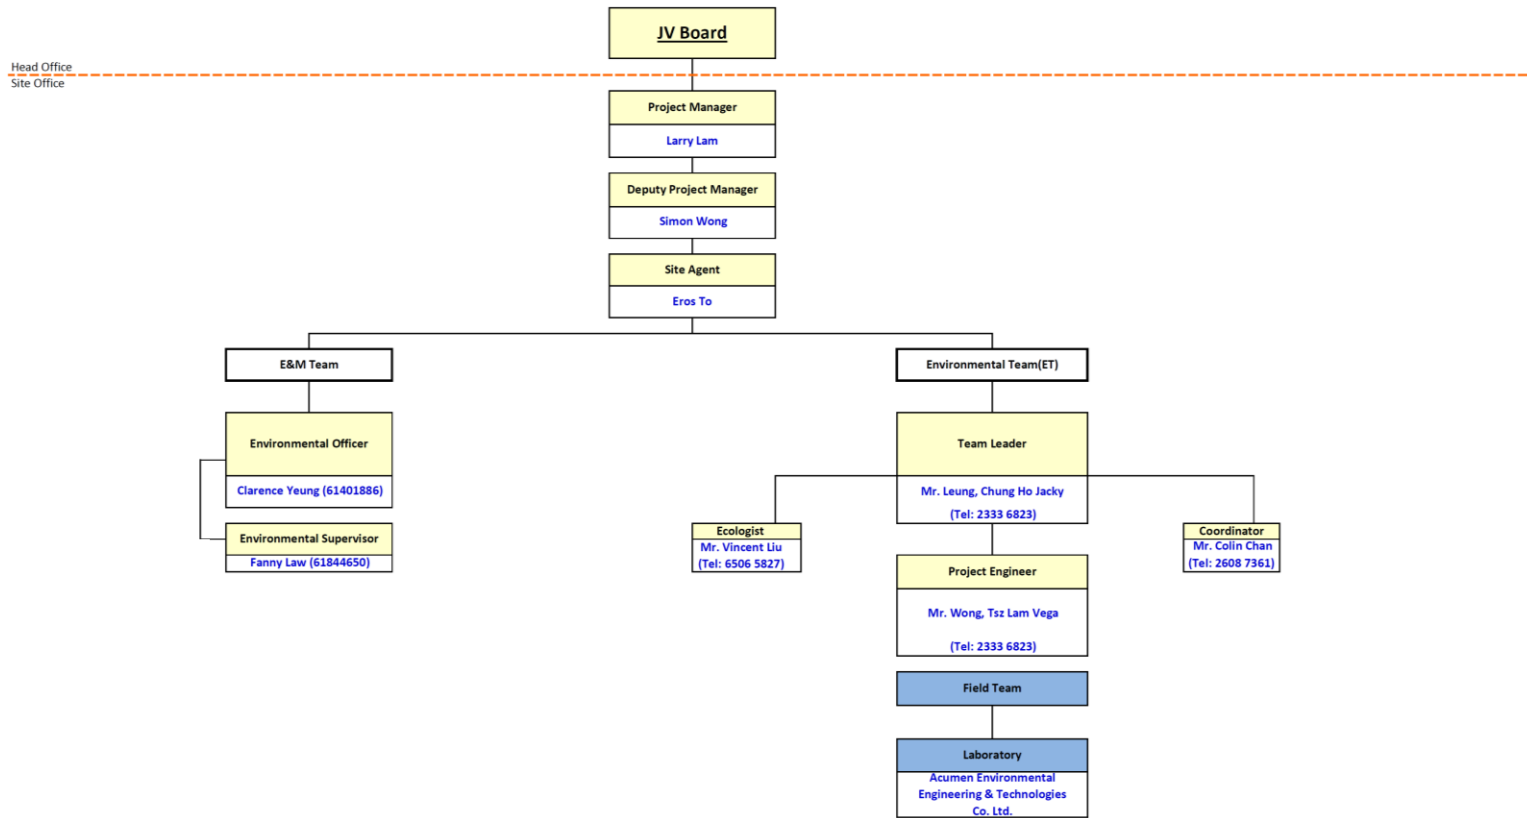 JV Board
Head Office
Site Office
Project Manager
Larry Lam
Deputy Project Manager
Simon Wong
Site Agent
Eros To
E&M Team
Environmental Officer
Clarence Yeung (61401886)
Environmental Supervisor
Fanny Law (61844650)
Environmental Team(ET)
Team Leader
Mr. Leung, Chung Ho Jacky
(Tel: 2333 6823)
Ecologist
Mr. Vincent Liu
(Tel: 6506 5827)
Coordinator
Mr. Colin Chan
(Tel: 2608 7361)
Project Engineer
Mr. Wong, Tsz Lam Vega
(Tel: 2333 6823)
Field Team
Laboratory
Acumen Environmental
Engineering & Technologies
Co. Ltd.